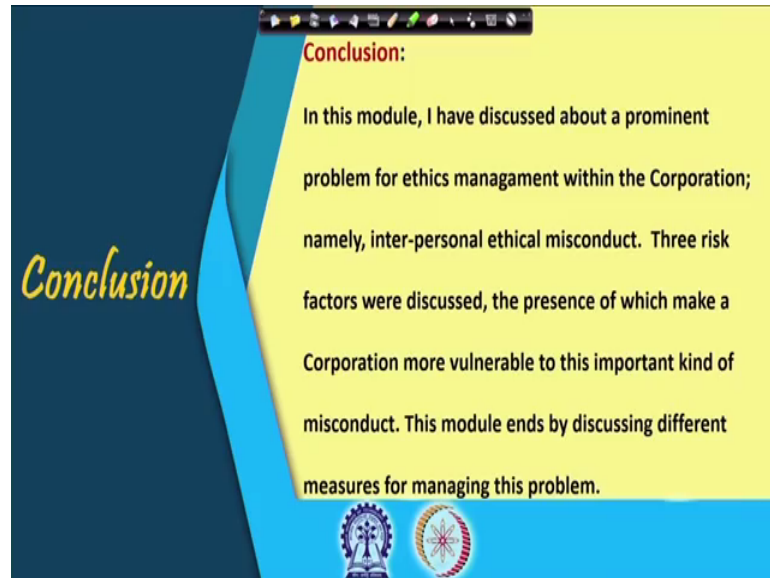 Conclusion:
In this module, I have discussed about a prominent
problem for ethics managament within the Corporation;
namely, inter-personal ethical misconduct. Three risk
factors were discussed, the presence of which make a
Conclusion
Corporation more vulnerable to this important kind of
misconduct. This module ends by discussing different
measures for managing this problem.